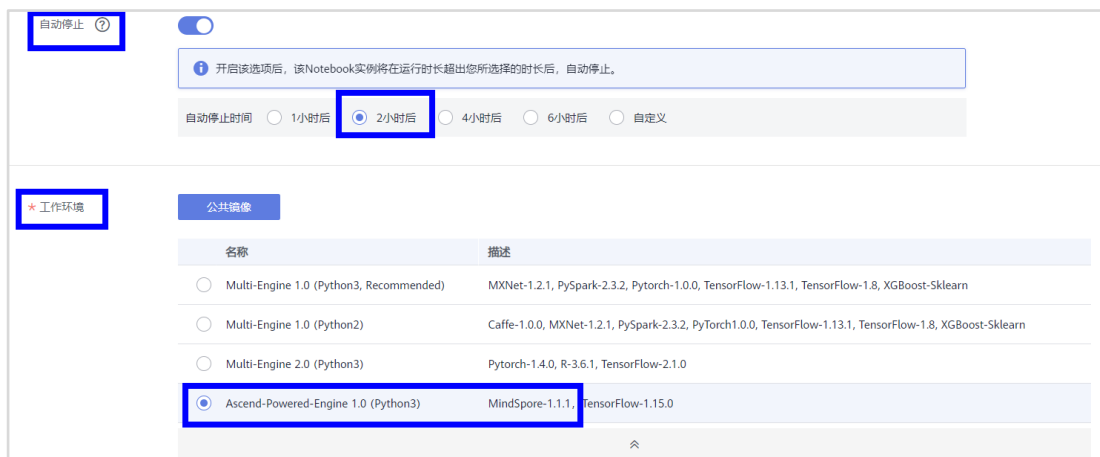 自动停止 ?
开启该选项后，该Notebook实例将在运行时长超出您所选择的时长后，自动停止。
自动停止时间 1小时后 2小时后 4小时后 6小时后 自定义
* 工作环境 公共镜像
名称 描述
Multi-Engine 1.0 (Python3, Recommended) MXNet-1.2.1, PySpark-2.3.2, Pytorch-1.0.0, TensorFlow-1.13.1, TensorFlow-1.8, XGBoost-Sklearn
Multi-Engine 1.0 (Python2) Caffe-1.0.0, MXNet-1.2.1, PySpark-2.3.2, PyTorch1.0.0, TensorFlow-1.13.1, TensorFlow-1.8, XGBoost-Sklearn
Multi-Engine 2.0 (Python3) Pytorch-1.4.0, R-3.6.1, TensorFlow-2.1.0
Ascend-Powered-Engine 1.0 (Python3) MindSpore-1.1.1, TensorFlow-1.15.0